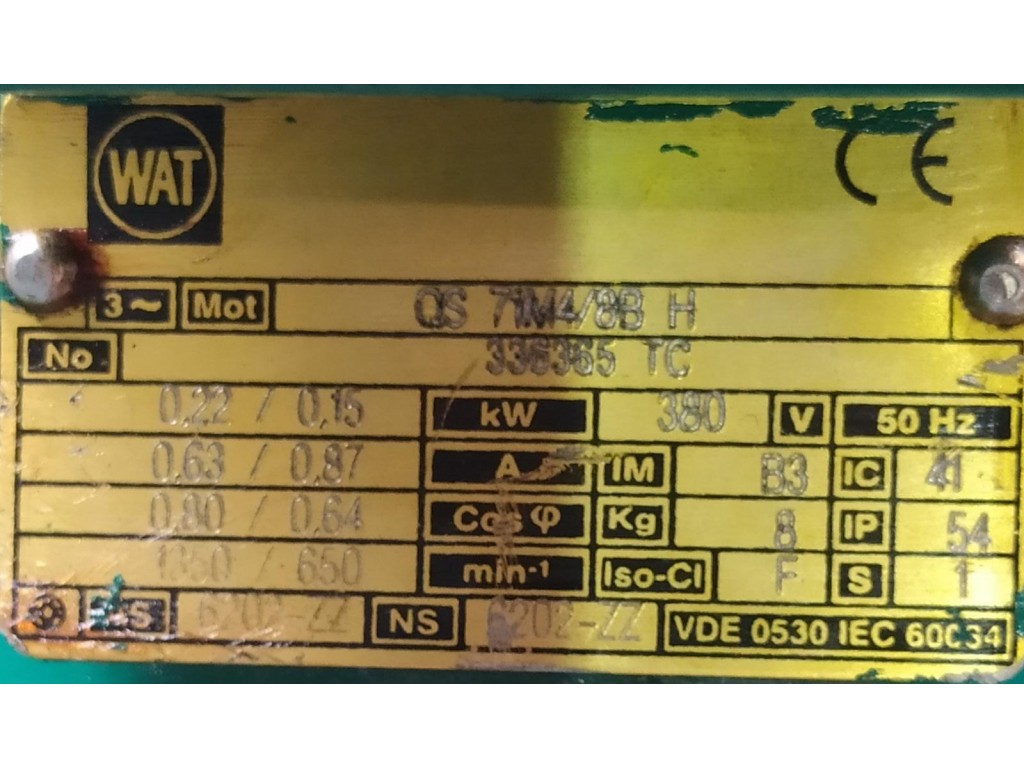 WAT
CE
3~ Mot QS 71M4/8B H
No 336365 TC
0,22 / 0,15 kW 380 V 50 Hz
0,63 / 0,87 A IM B3 IC 41
0,80 / 0,64 Cos φ Kg 8 IP 54
1350 / 650 min-1 Iso-Cl F S 1
6202-ZZ NS 6202-ZZ VDE 0530 IEC 60034